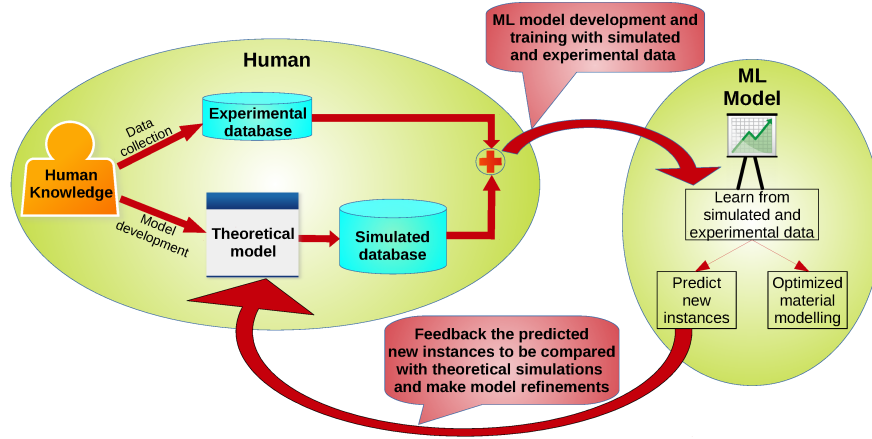 ML model development and
training with simulated
and experimental data
Human
ML
Model
Experimental
database
Data
collection
Human
Knowledge
Model
development
Theoretical
model
Simulated
database
Learn from
simulated and
experimental data
Predict
new
instances
Optimized
material
modelling
Feedback the predicted
new instances to be compared
with theoretical simulations
and make model refinements